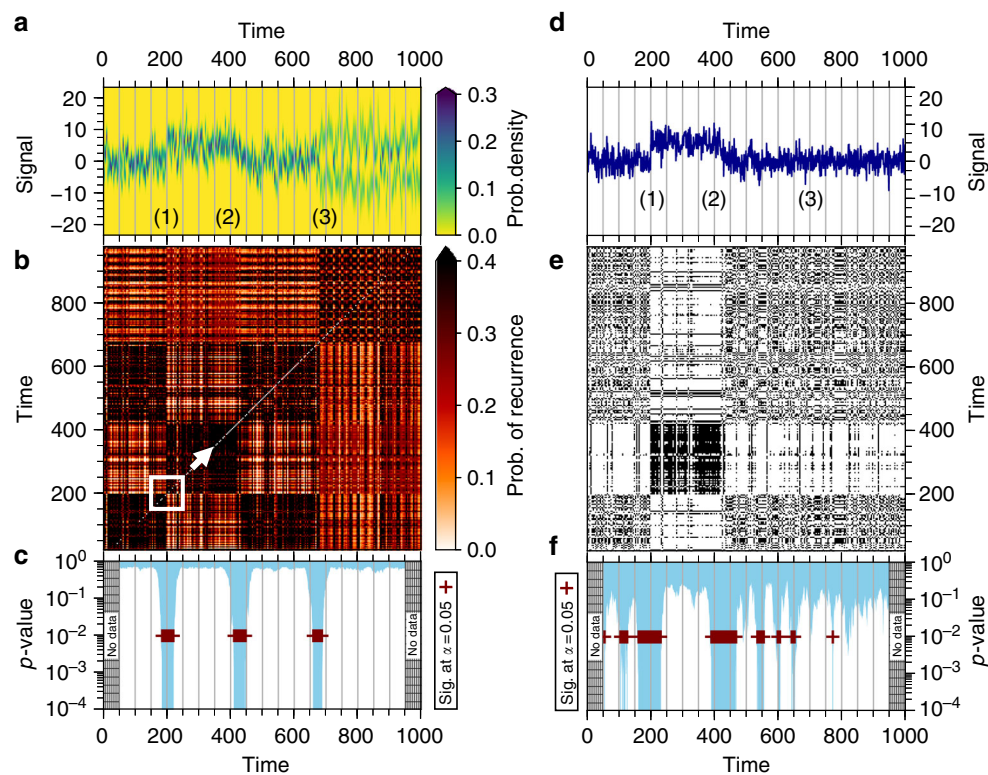 a
Time
0 200 400 600 800 1000
Signal
20
10
0
−10
−20
(1) (2) (3)
0.3
0.2
0.1
0.0
Prob.density
b
Time
800
600
400
200
0.4
0.3
0.2
0.1
0.0
Prob. of recurrence
c
p-value
10⁰
10⁻¹
10⁻²
10⁻³
10⁻⁴
No data
No data
Sig. at α = 0.05 +
0 200 400 600 800 1000
Time
d
Time
0 200 400 600 800 1000
(1) (2) (3)
20
10
0
−10
−20
Signal
e
800
600
400
200
Time
f
Sig. at α = 0.05 +
No data
No data
10⁰
10⁻¹
10⁻²
10⁻³
10⁻⁴
p-value
0 200 400 600 800 1000
Time